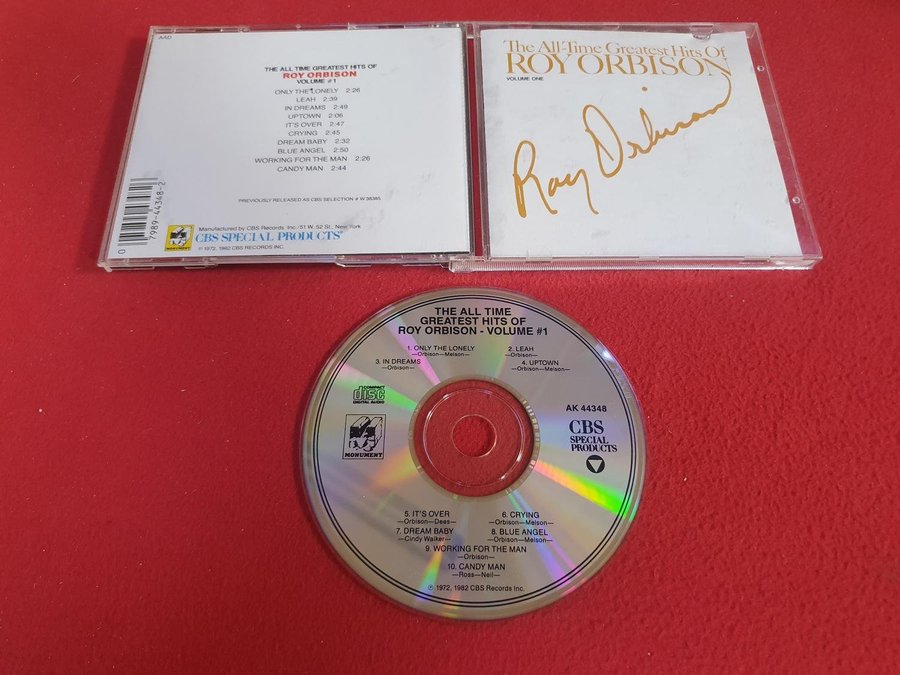 AAD
THE ALL TIME GREATEST HITS OF
ROY ORBISON
VOLUME #1
ONLY THE LONELY 2:26
LEAH 2:39
IN DREAMS 2:49
UPTOWN 2:06
IT'S OVER 2:47
CRYING 2:45
DREAM BABY 2:32
BLUE ANGEL 2:50
WORKING FOR THE MAN 2:26
CANDY MAN 2:44
PREVIOUSLY RELEASED AS CBS SELECTION # W 38385
0 7989-44348-2
MONUMENT
Manufactured by CBS Records Inc./51 W. 52 St., New York
CBS SPECIAL PRODUCTS
℗ 1972, 1982 CBS RECORDS INC.
The All-Time Greatest Hits Of
ROY ORBISON
VOLUME ONE
Roy Orbison
THE ALL TIME
GREATEST HITS OF
ROY ORBISON - VOLUME #1
1. ONLY THE LONELY
—Orbison—Melson—
2. LEAH
—Orbison—
3. IN DREAMS
—Orbison—
4. UPTOWN
—Orbison—Melson—
COMPACT
disc
DIGITAL AUDIO
MONUMENT
AK 44348
CBS
SPECIAL
PRODUCTS
5. IT'S OVER
—Orbison—Dees—
6. CRYING
—Orbison—Melson—
7. DREAM BABY
—Cindy Walker—
8. BLUE ANGEL
—Orbison—Melson—
9. WORKING FOR THE MAN
—Orbison—
10. CANDY MAN
—Ross—Neil—
℗ 1972, 1982 CBS Records Inc.